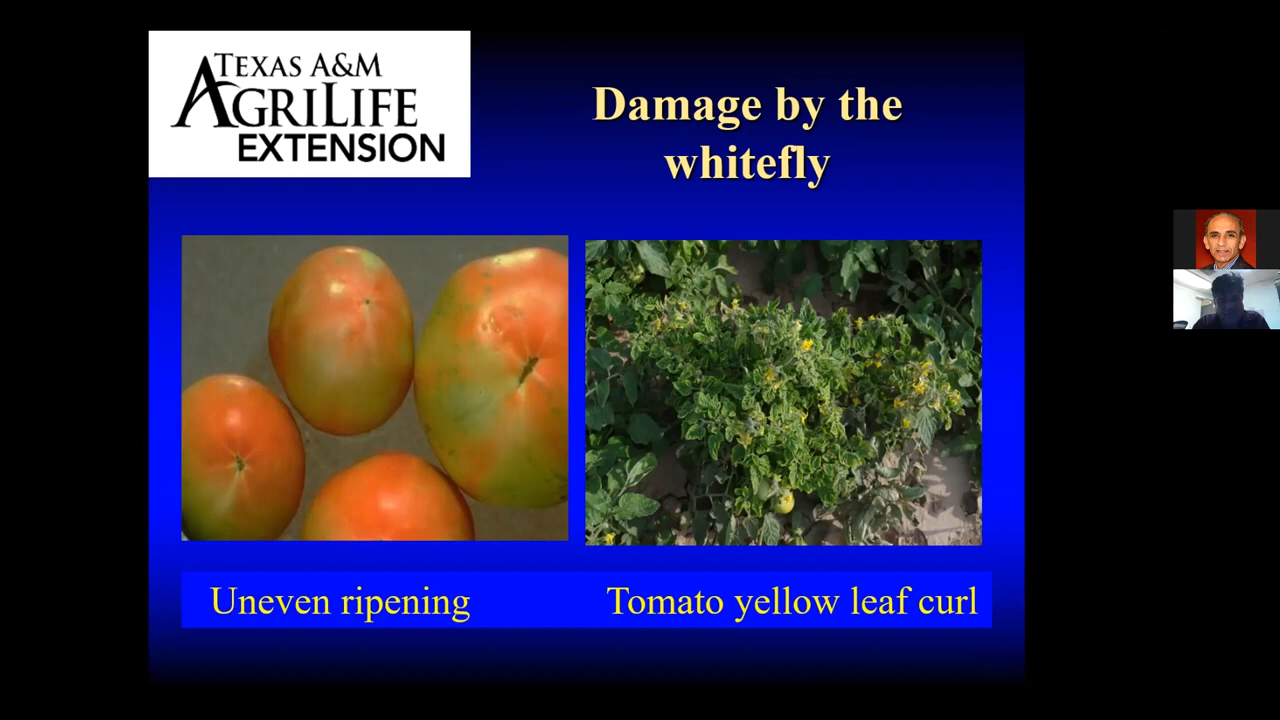 TEXAS A&M
AGRILIFE
EXTENSION
Damage by the
whitefly
Uneven ripening
Tomato yellow leaf curl